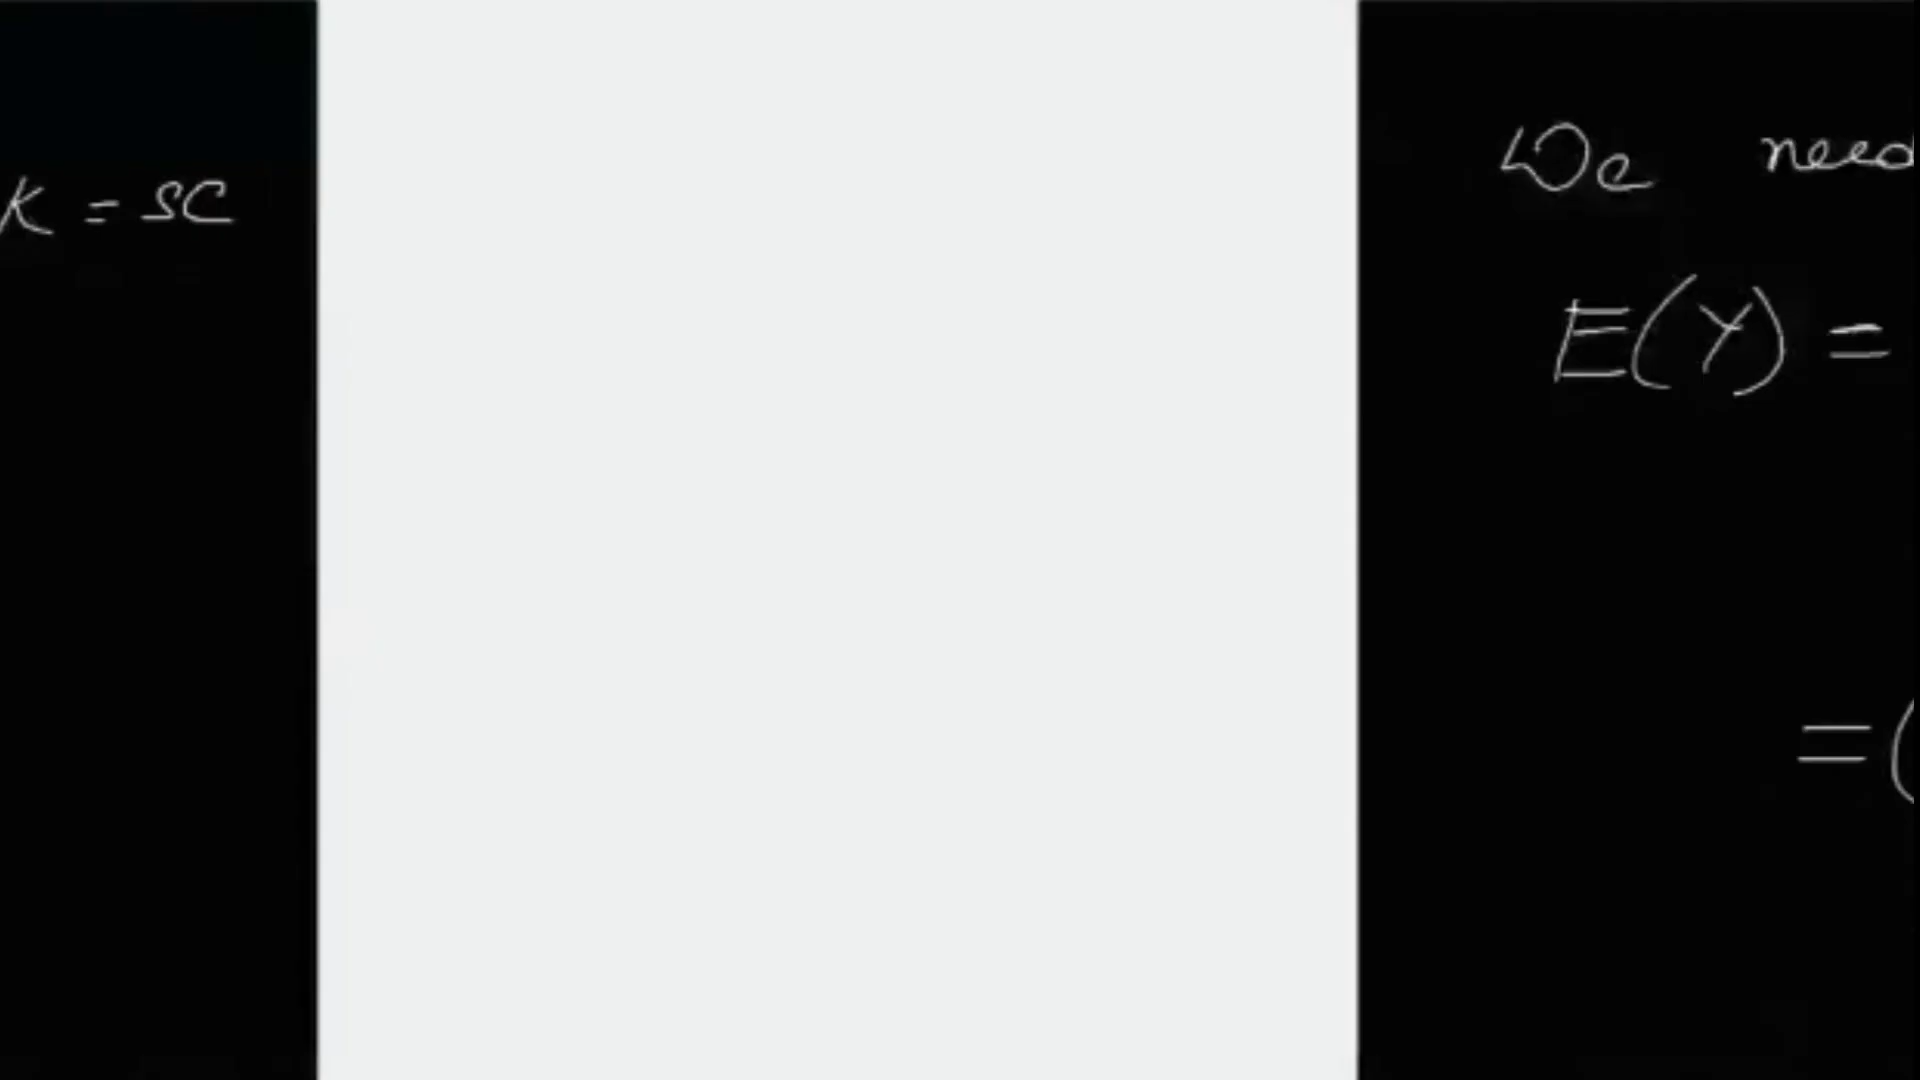 K = SC
We need
E(Y) =
= (